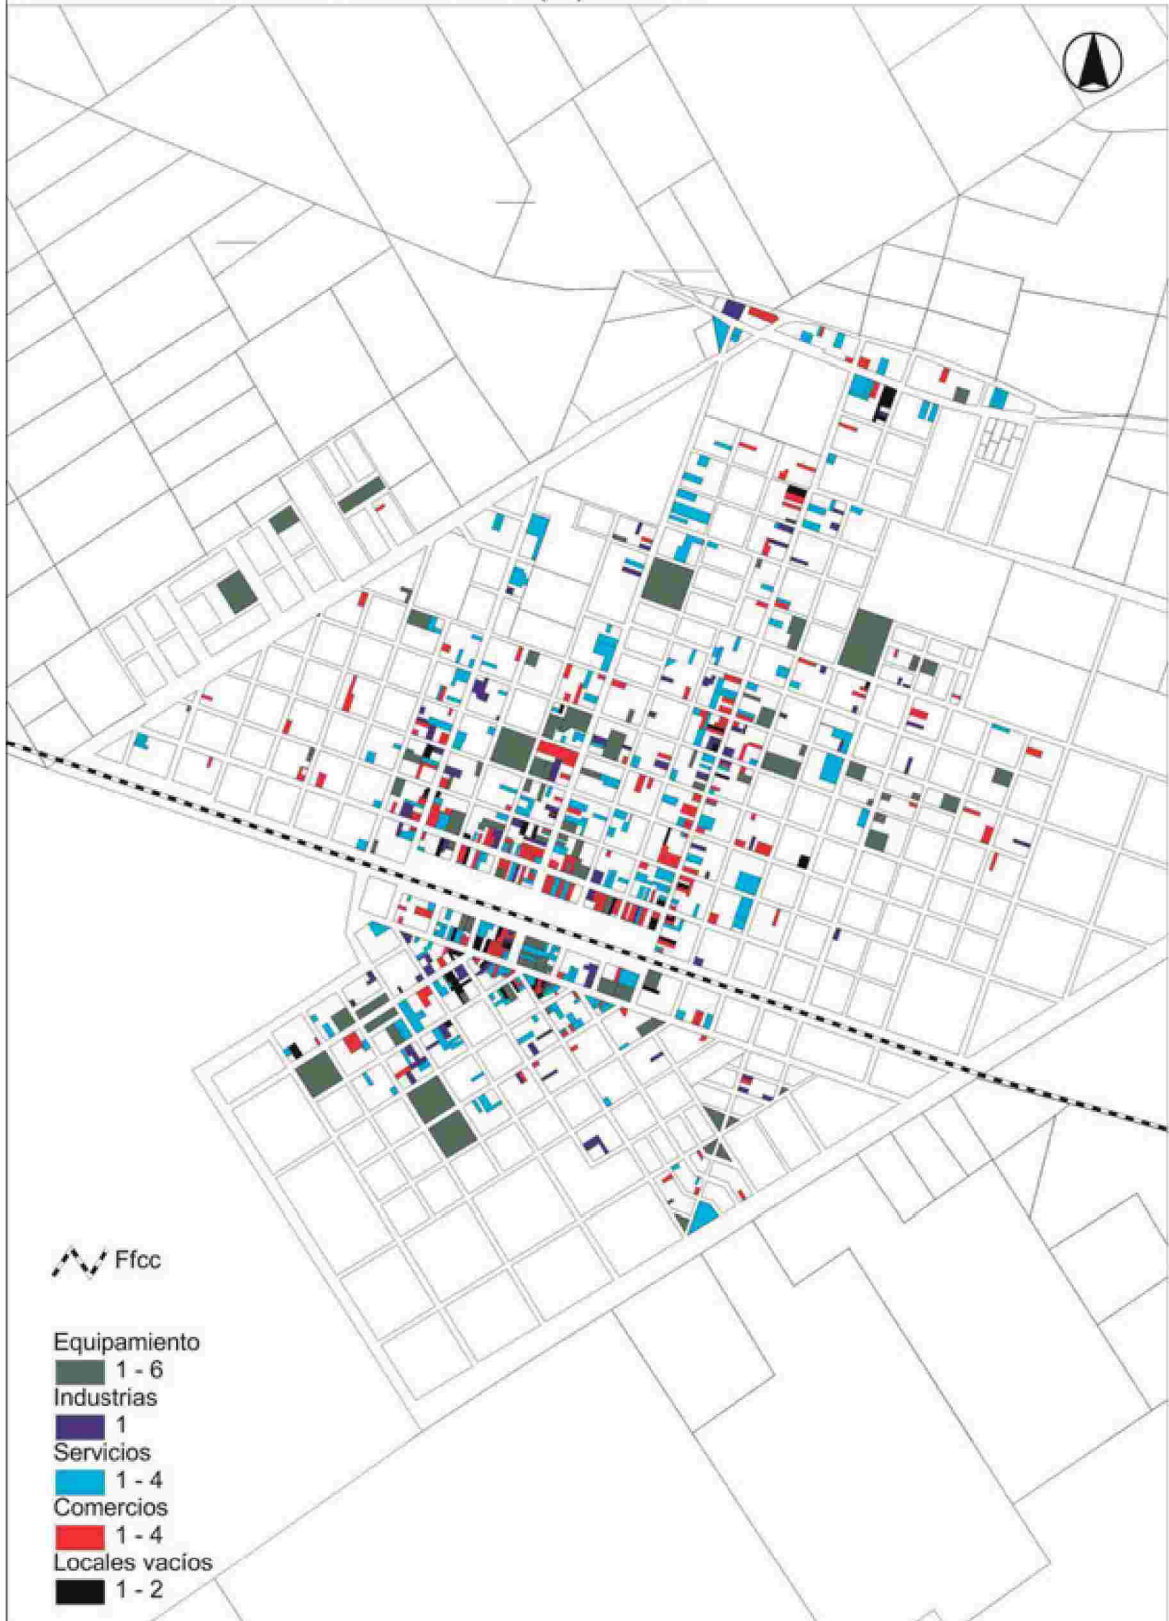 Ffcc
Equipamiento
1 - 6
Industrias
1
Servicios
1 - 4
Comercios
1 - 4
Locales vacíos
1 - 2